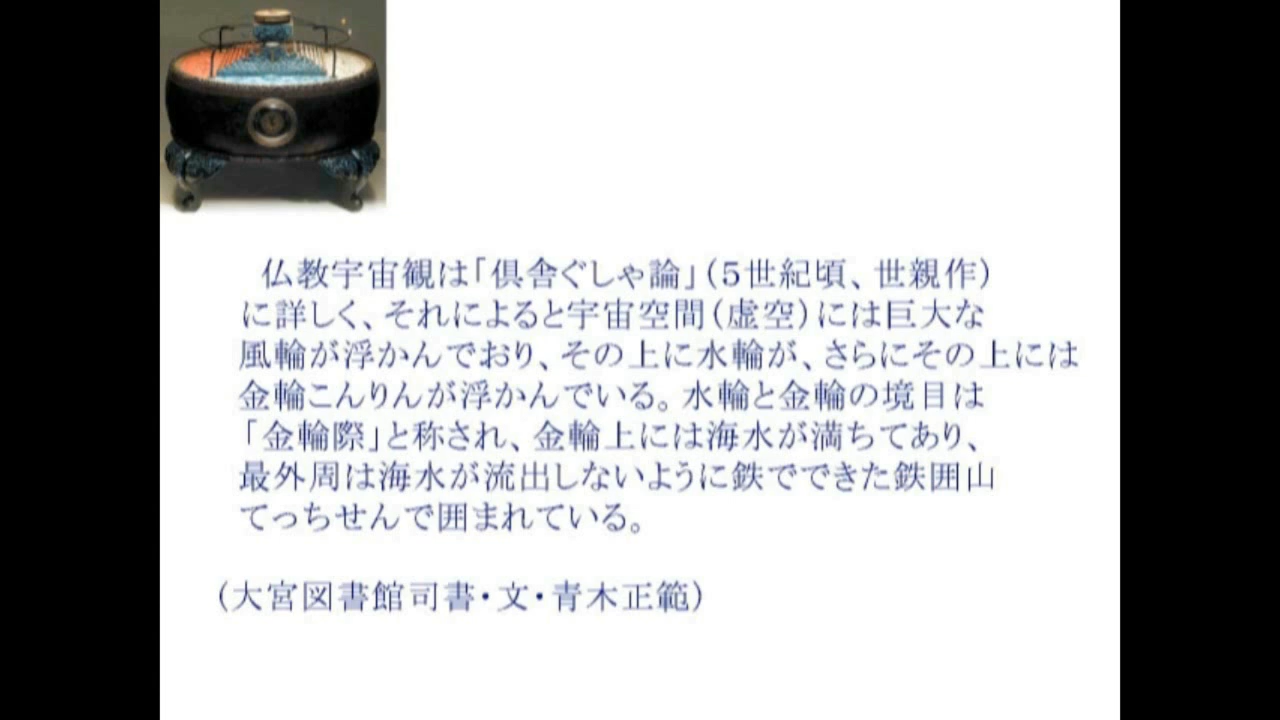 仏教宇宙観は「倶舎ぐしゃ論」(5世紀頃、世親作)
に詳しく、それによると宇宙空間(虚空)には巨大な
風輪が浮かんでおり、その上に水輪が、さらにその上には
金輪こんりんが浮かんでいる。水輪と金輪の境目は
「金輪際」と称され、金輪上には海水が満ちてあり、
最外周は海水が流出しないように鉄でできた鉄囲山
てっちせんで囲まれている。
(大宮図書館司書・文・青木正範)